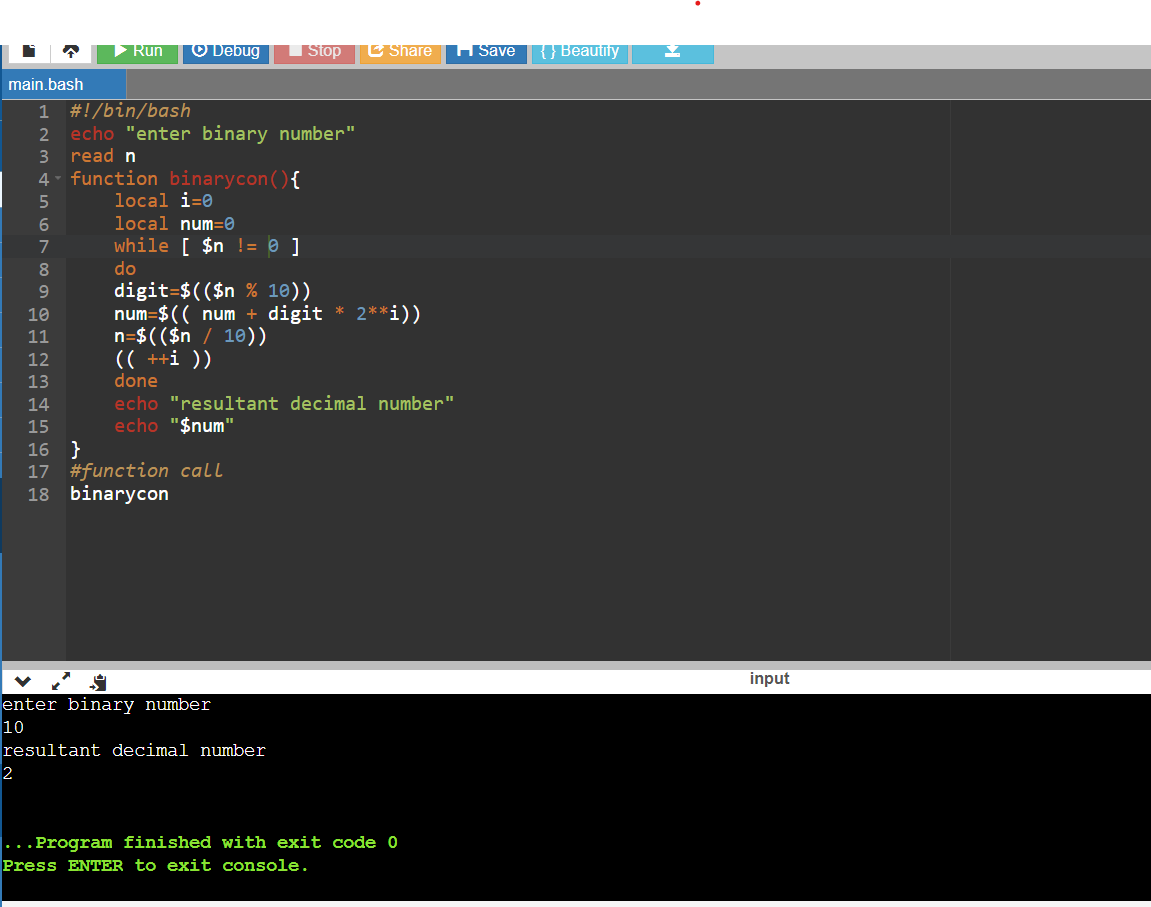 Run Debug Stop Share Save { } Beautify
main.bash
1 #!/bin/bash
2 echo "enter binary number"
3 read n
4 function binarycon(){
5     local i=0
6     local num=0
7     while [ $n != 0 ]
8     do
9     digit=$(($n % 10))
10     num=$(( num + digit * 2**i))
11     n=$(($n / 10))
12     (( ++i ))
13     done
14     echo "resultant decimal number"
15     echo "$num"
16 }
17 #function call
18 binarycon
input
enter binary number
10
resultant decimal number
2
...Program finished with exit code 0
Press ENTER to exit console.